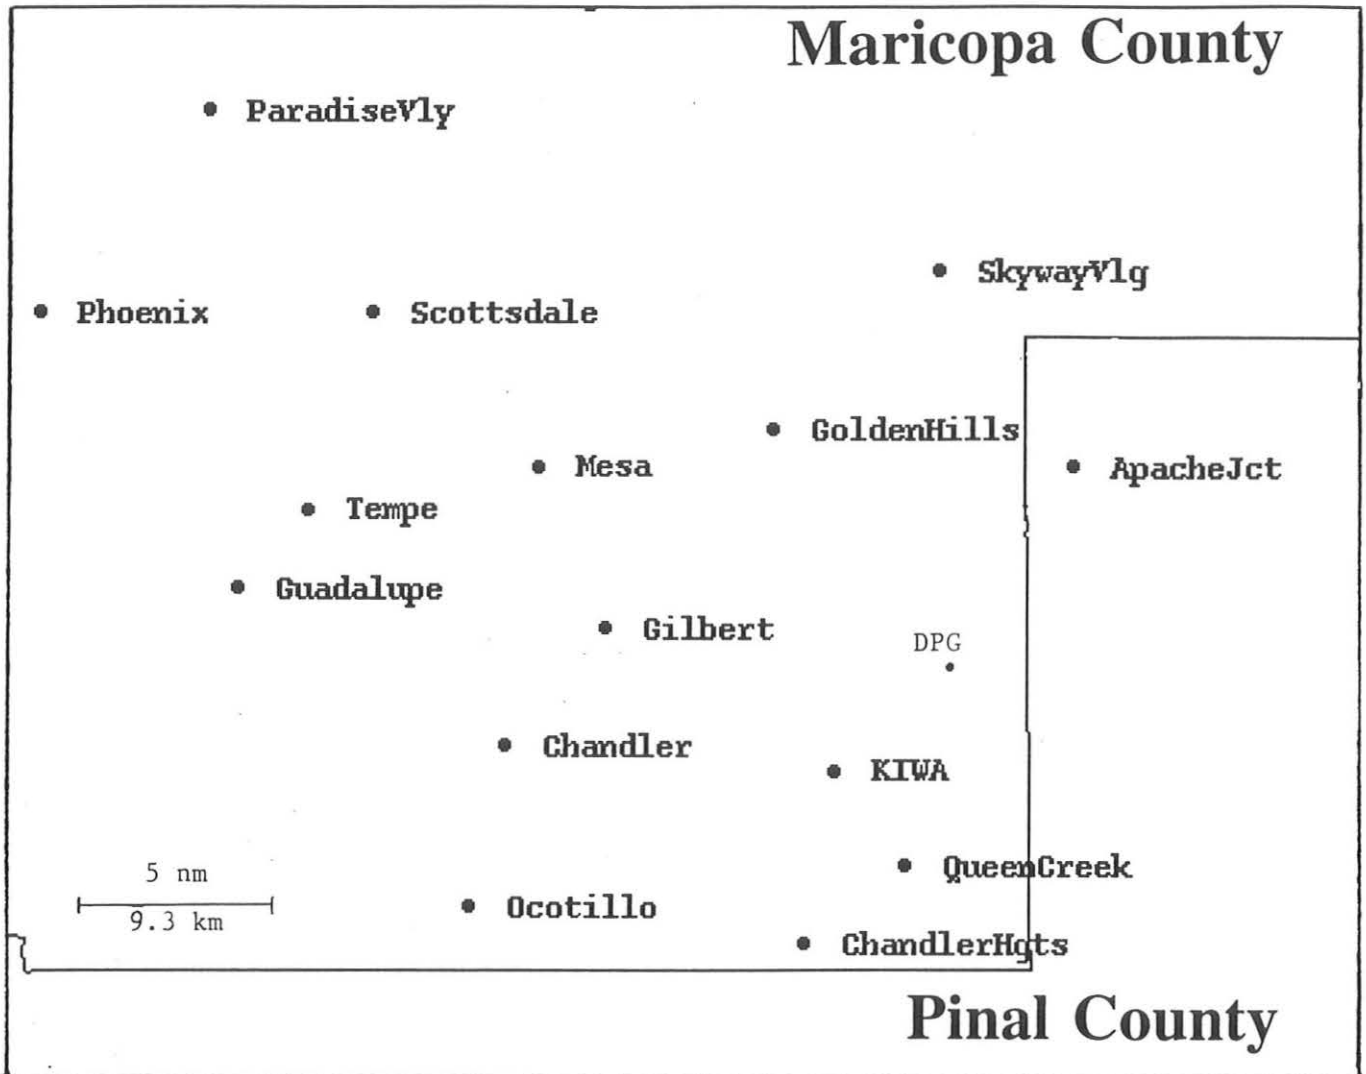 Maricopa County
ParadiseVly
SkywayVlg
Phoenix
Scottsdale
GoldenHills
Mesa
ApacheJct
Tempe
Guadalupe
Gilbert
DPG
Chandler
KIWA
QueenCreek
5 nm
9.3 km
Ocotillo
ChandlerHgts
Pinal County